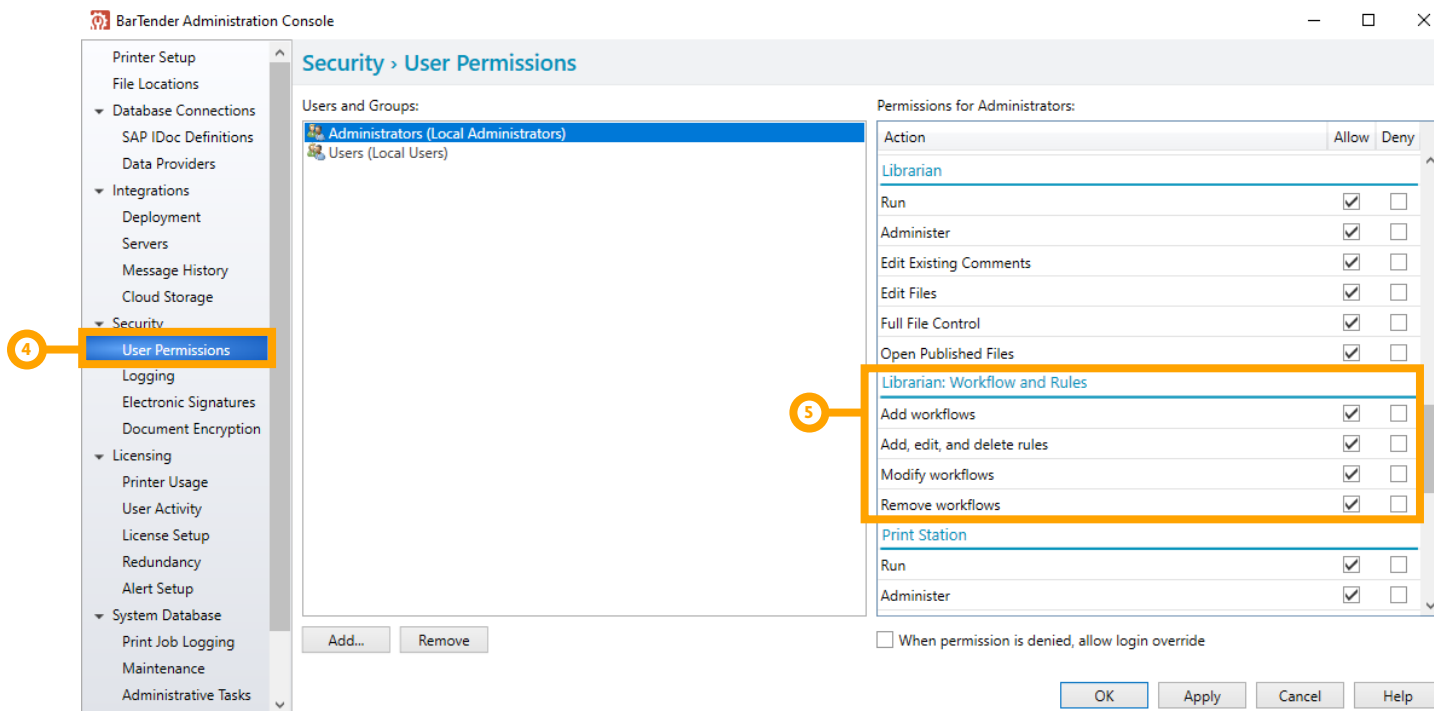 BarTender Administration Console
Printer Setup
File Locations
Database Connections
SAP IDoc Definitions
Data Providers
Integrations
Deployment
Servers
Message History
Cloud Storage
Security
4
User Permissions
Logging
Electronic Signatures
Document Encryption
Licensing
Printer Usage
User Activity
License Setup
Redundancy
Alert Setup
System Database
Print Job Logging
Maintenance
Administrative Tasks
Security › User Permissions
Users and Groups:
Administrators (Local Administrators)
Users (Local Users)
Add...
Remove
Permissions for Administrators:
Action Allow Deny
Librarian
Run
Administer
Edit Existing Comments
Edit Files
Full File Control
Open Published Files
5
Librarian: Workflow and Rules
Add workflows
Add, edit, and delete rules
Modify workflows
Remove workflows
Print Station
Run
Administer
When permission is denied, allow login override
OK Apply Cancel Help